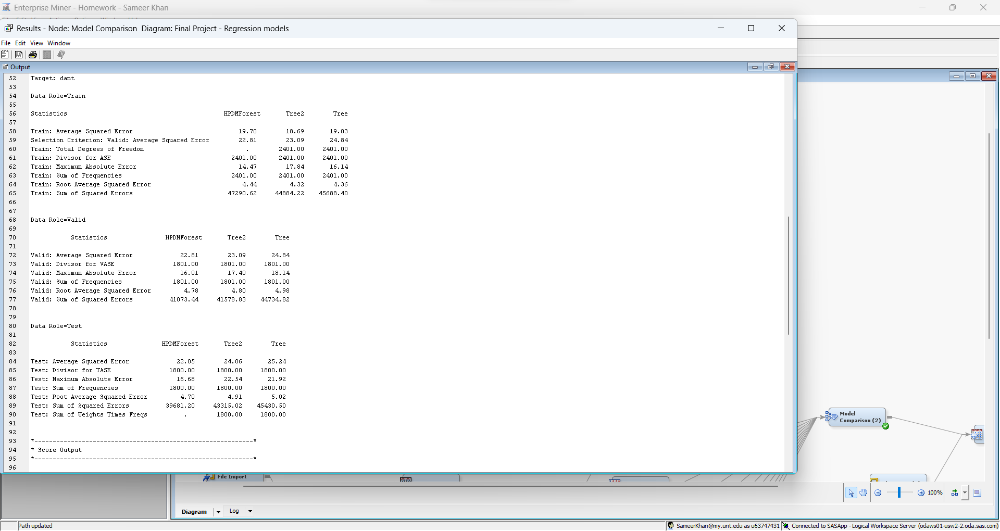 Enterprise Miner - Homework - Sameer Khan
Results - Node: Model Comparison Diagram: Final Project - Regression models
File Edit View Window
Output
52 Target: damt
53
54 Data Role=Train
55
56 Statistics HPDMForest Tree2 Tree
57
58 Train: Average Squared Error 19.70 18.69 19.03
59 Selection Criterion: Valid: Average Squared Error 22.81 23.09 24.84
60 Train: Total Degrees of Freedom . 2401.00 2401.00
61 Train: Divisor for ASE 2401.00 2401.00 2401.00
62 Train: Maximum Absolute Error 14.47 17.84 16.14
63 Train: Sum of Frequencies 2401.00 2401.00 2401.00
64 Train: Root Average Squared Error 4.44 4.32 4.36
65 Train: Sum of Squared Errors 47290.62 44884.22 45688.40
66
67
68 Data Role=Valid
69
70 Statistics HPDMForest Tree2 Tree
71
72 Valid: Average Squared Error 22.81 23.09 24.84
73 Valid: Divisor for VASE 1801.00 1801.00 1801.00
74 Valid: Maximum Absolute Error 16.01 17.40 18.14
75 Valid: Sum of Frequencies 1801.00 1801.00 1801.00
76 Valid: Root Average Squared Error 4.78 4.80 4.98
77 Valid: Sum of Squared Errors 41073.44 41578.83 44734.82
78
79
80 Data Role=Test
81
82 Statistics HPDMForest Tree2 Tree
83
84 Test: Average Squared Error 22.05 24.06 25.24
85 Test: Divisor for TASE 1800.00 1800.00 1800.00
86 Test: Maximum Absolute Error 16.68 22.54 21.92
87 Test: Sum of Frequencies 1800.00 1800.00 1800.00
88 Test: Root Average Squared Error 4.70 4.91 5.02
89 Test: Sum of Squared Errors 39681.20 43315.02 45430.50
90 Test: Sum of Weights Times Freqs . 1800.00 1800.00
91
92
93 *------------------------------------------------------------*
94 * Score Output
95 *------------------------------------------------------------*
96
Model
Comparison (2)
File Import
100%
Diagram Log
Path updated
SameerKhan@my.unt.edu as u63747431 Connected to SASApp - Logical Workspace Server (odaws01-usw2-2.oda.sas.com)